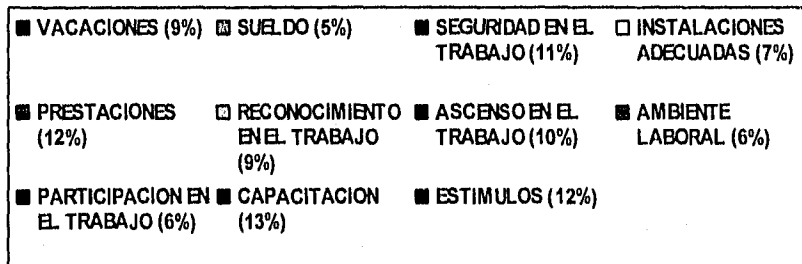 VACACIONES (9%)
SUELDO (5%)
SEGURIDAD EN EL
TRABAJO (11%)
INSTALACIONES
ADECUADAS (7%)
PRESTACIONES
(12%)
RECONOCIMIENTO
EN EL TRABAJO
(9%)
ASCENSO EN EL
TRABAJO (10%)
AMBIENTE
LABORAL (6%)
PARTICIPACION EN
EL TRABAJO (6%)
CAPACITACION
(13%)
ESTIMULOS (12%)